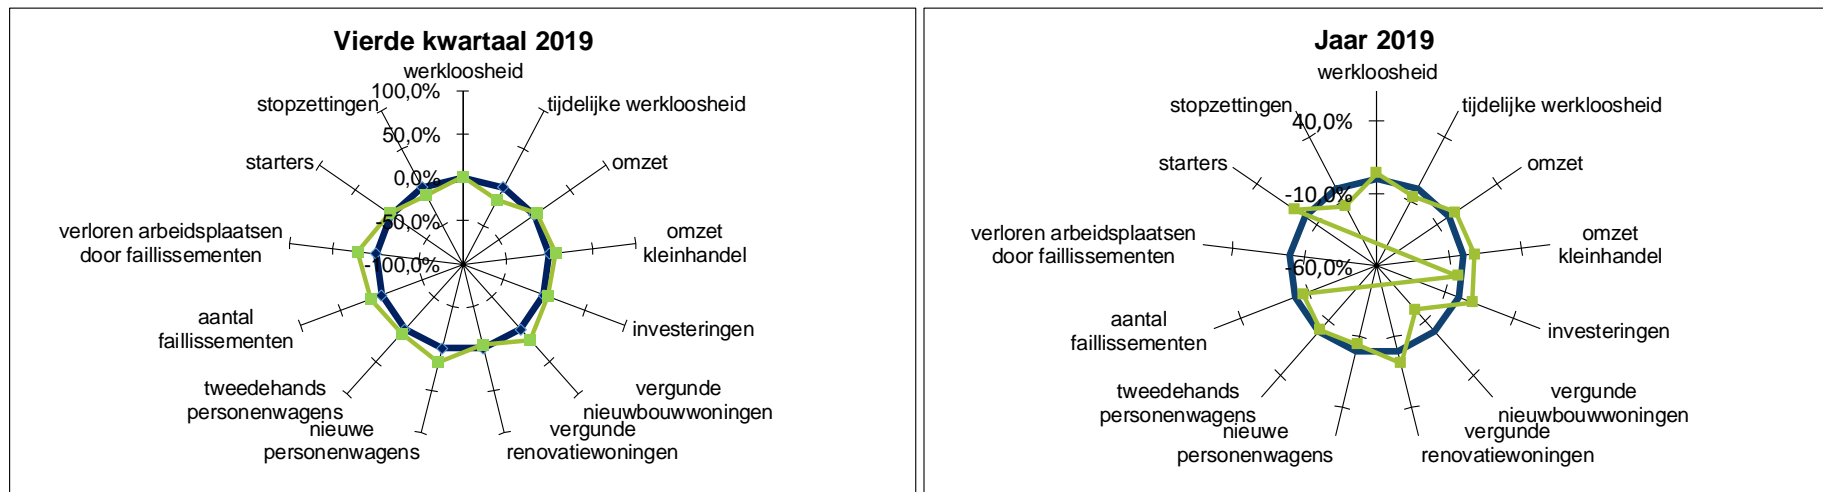 Vierde kwartaal 2019
werkloosheid
100,0%
stopzettingen
tijdelijke werkloosheid
50,0%
starters
omzet
0,0%
-50,0%
verloren arbeidsplaatsen
door faillissementen
omzet
kleinhandel
-100,0%
aantal
faillissementen
investeringen
tweedehands
personenwagens
vergunde
nieuwbouwwoningen
nieuwe
personenwagens
vergunde
renovatiewoningen
Jaar 2019
werkloosheid
stopzettingen
40,0%
tijdelijke werkloosheid
starters
omzet
-10,0%
verloren arbeidsplaatsen
door faillissementen
omzet
kleinhandel
-60,0%
aantal
faillissementen
investeringen
tweedehands
personenwagens
vergunde
nieuwbouwwoningen
nieuwe
personenwagens
vergunde
renovatiewoningen